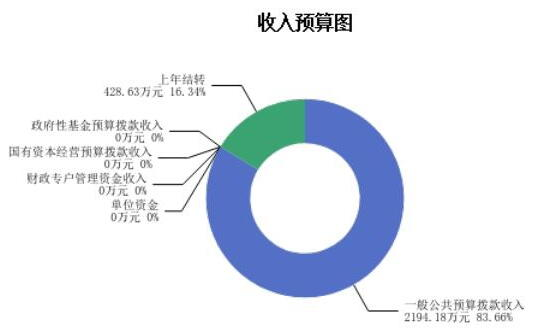 收入预算图
上年结转
428.63万元 16.34%
政府性基金预算拨款收入
0万元 0%
国有资本经营预算拨款收入
0万元 0%
财政专户管理资金收入
0万元 0%
单位资金
0万元 0%
一般公共预算拨款收入
2194.18万元 83.66%